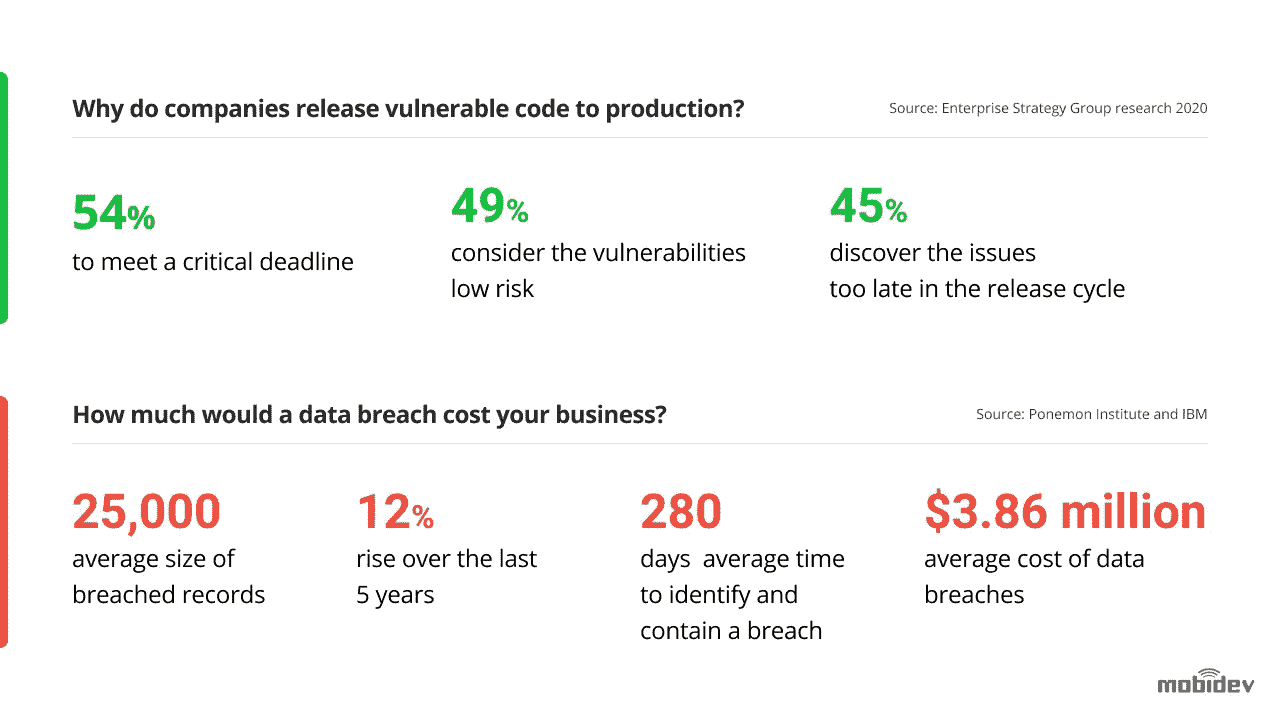 Why do companies release vulnerable code to production?
Source: Enterprise Strategy Group research 2020
54%
to meet a critical deadline
49%
consider the vulnerabilities
low risk
45%
discover the issues
too late in the release cycle
How much would a data breach cost your business?
Source: Ponemon Institute and IBM
25,000
average size of
breached records
12%
rise over the last
5 years
280
days average time
to identify and
contain a breach
$3.86 million
average cost of data
breaches
mobidev